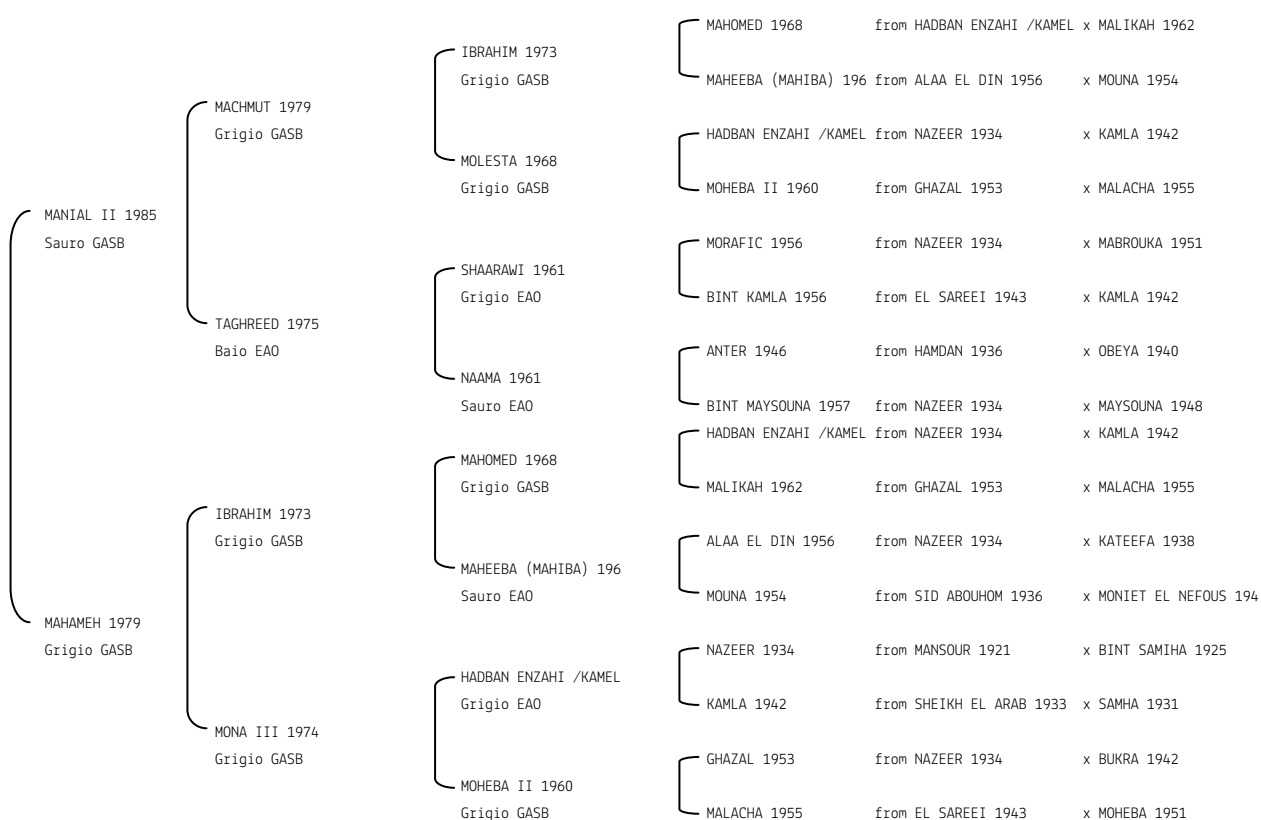 MAHOMED 1968 from HADBAN ENZAHI /KAMEL x MALIKAH 1962
IBRAHIM 1973
Grigio GASB
MAHEEBA (MAHIBA) 196 from ALAA EL DIN 1956 x MOUNA 1954
MACHMUT 1979
Grigio GASB
HADBAN ENZAHI /KAMEL from NAZEER 1934 x KAMLA 1942
MOLESTA 1968
Grigio GASB
MOHEBA II 1960 from GHAZAL 1953 x MALACHA 1955
MANIAL II 1985
Sauro GASB
MORAFIC 1956 from NAZEER 1934 x MABROUKA 1951
SHAARAWI 1961
Grigio EAO
BINT KAMLA 1956 from EL SAREEI 1943 x KAMLA 1942
TAGHREED 1975
Baio EAO
ANTER 1946 from HAMDAN 1936 x OBEYA 1940
NAAMA 1961
Sauro EAO
BINT MAYSOUNA 1957 from NAZEER 1934 x MAYSOUNA 1948
HADBAN ENZAHI /KAMEL from NAZEER 1934 x KAMLA 1942
MAHOMED 1968
Grigio GASB
MALIKAH 1962 from GHAZAL 1953 x MALACHA 1955
IBRAHIM 1973
Grigio GASB
ALAA EL DIN 1956 from NAZEER 1934 x KATEEFA 1938
MAHEEBA (MAHIBA) 196
Sauro EAO
MOUNA 1954 from SID ABOUHOM 1936 x MONIET EL NEFOUS 194
MAHAMEH 1979
Grigio GASB
NAZEER 1934 from MANSOUR 1921 x BINT SAMIHA 1925
HADBAN ENZAHI /KAMEL
Grigio EAO
KAMLA 1942 from SHEIKH EL ARAB 1933 x SAMHA 1931
MONA III 1974
Grigio GASB
GHAZAL 1953 from NAZEER 1934 x BUKRA 1942
MOHEBA II 1960
Grigio GASB
MALACHA 1955 from EL SAREEI 1943 x MOHEBA 1951